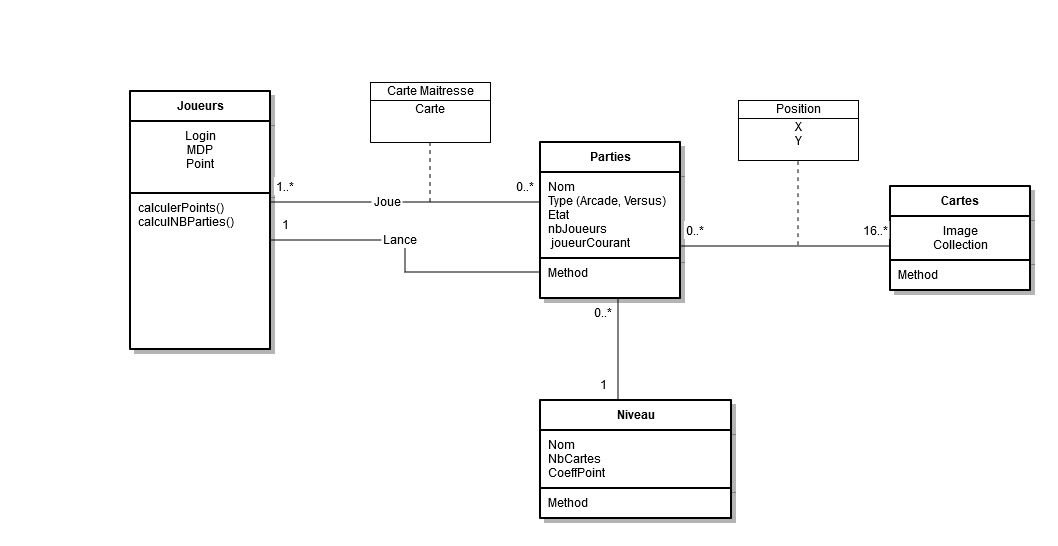 Joueurs
Login
MDP
Point
calculerPoints()
calculNBParties()
Carte Maitresse
Carte
1..*
Joue
0..*
1
Lance
Parties
Nom
Type (Arcade, Versus)
Etat
nbJoueurs
joueurCourant
Method
Position
X
Y
0..*
16..*
Cartes
Image
Collection
Method
0..*
1
Niveau
Nom
NbCartes
CoeffPoint
Method